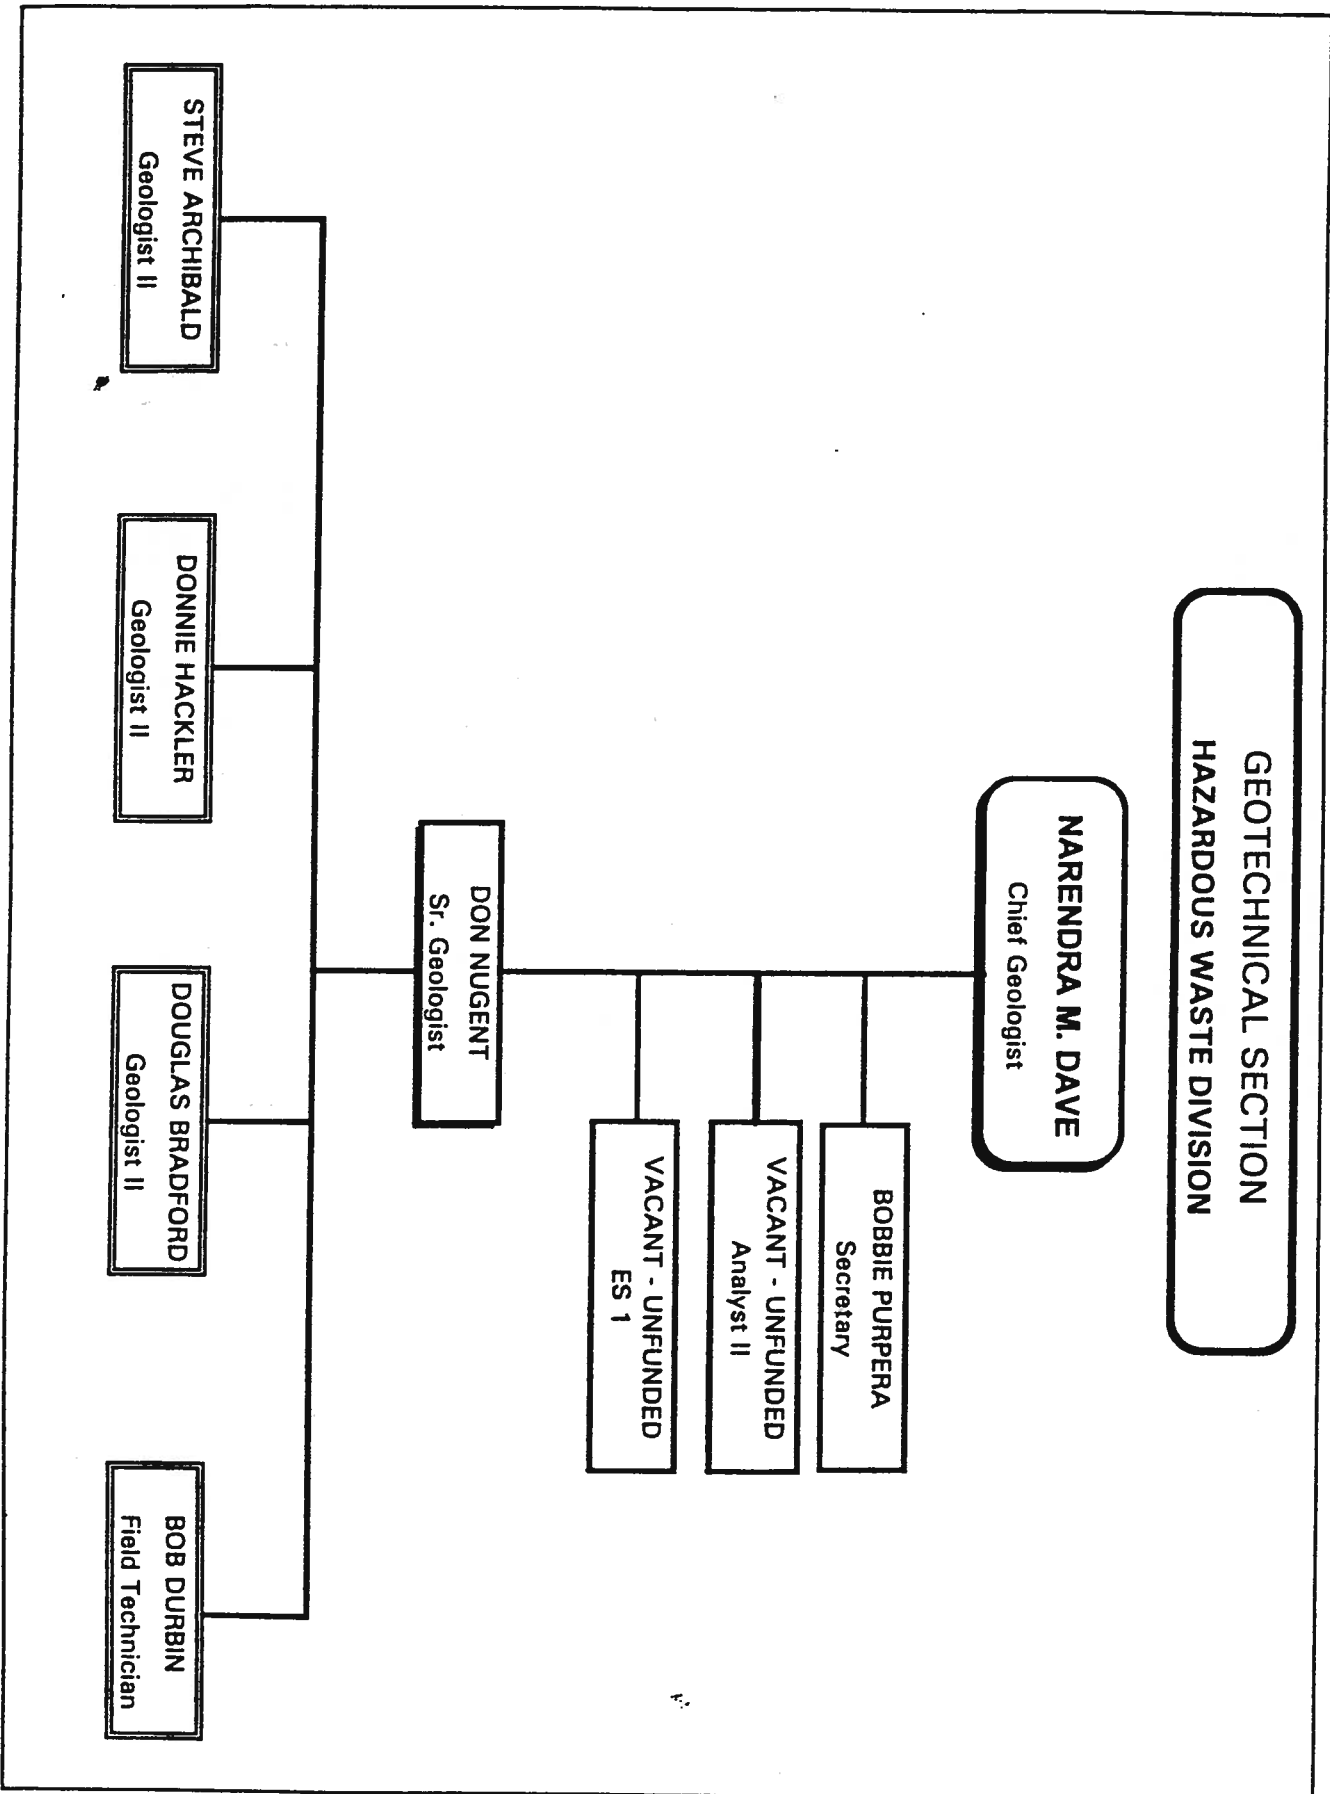 GEOTECHNICAL SECTION
HAZARDOUS WASTE DIVISION
NARENDRA M. DAVE
Chief Geologist
BOBBIE PURPERA
Secretary
VACANT - UNFUNDED
Analyst II
VACANT - UNFUNDED
ES 1
DON NUGENT
Sr. Geologist
STEVE ARCHIBALD
Geologist II
DONNIE HACKLER
Geologist II
DOUGLAS BRADFORD
Geologist II
BOB DURBIN
Field Technician